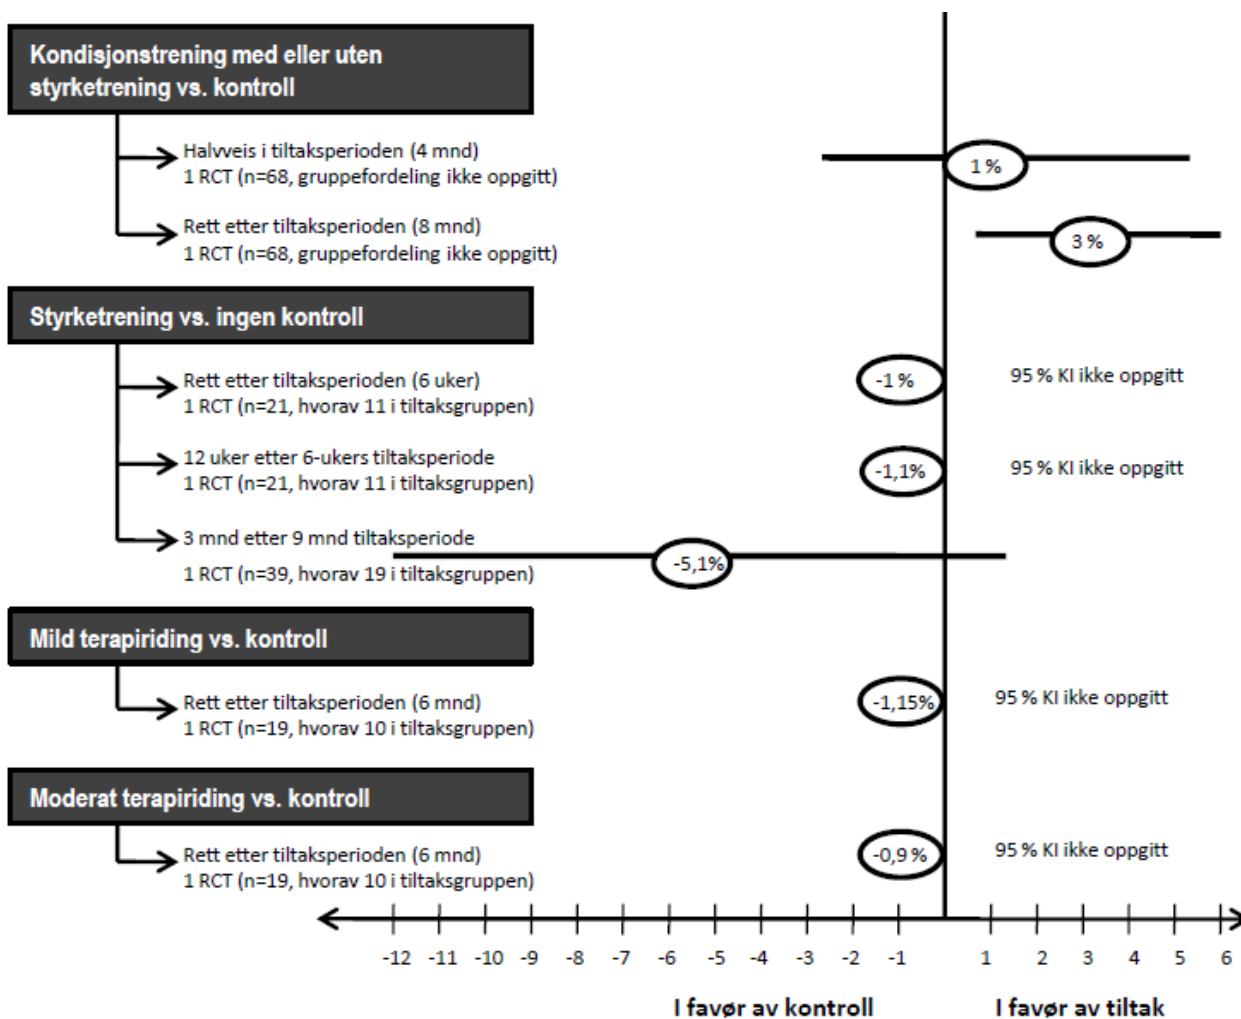 Kondisjonstrening med eller uten
styrketrening vs. kontroll
Halvveis i tiltaksperioden (4 mnd)
1 RCT (n=68, gruppefordeling ikke oppgitt)
1 %
Rett etter tiltaksperioden (8 mnd)
1 RCT (n=68, gruppefordeling ikke oppgitt)
3 %
Styrketrening vs. ingen kontroll
Rett etter tiltaksperioden (6 uker)
1 RCT (n=21, hvorav 11 i tiltaksgruppen)
-1 %
95 % KI ikke oppgitt
12 uker etter 6-ukers tiltaksperiode
1 RCT (n=21, hvorav 11 i tiltaksgruppen)
-1,1%
95 % KI ikke oppgitt
3 mnd etter 9 mnd tiltaksperiode
1 RCT (n=39, hvorav 19 i tiltaksgruppen)
-5,1%
Mild terapiriding vs. kontroll
Rett etter tiltaksperioden (6 mnd)
1 RCT (n=19, hvorav 10 i tiltaksgruppen)
-1,15%
95 % KI ikke oppgitt
Moderat terapiriding vs. kontroll
Rett etter tiltaksperioden (6 mnd)
1 RCT (n=19, hvorav 10 i tiltaksgruppen)
-0,9 %
95 % KI ikke oppgitt
-12 -11 -10 -9 -8 -7 -6 -5 -4 -3 -2 -1 1 2 3 4 5 6
I favør av kontroll
I favør av tiltak